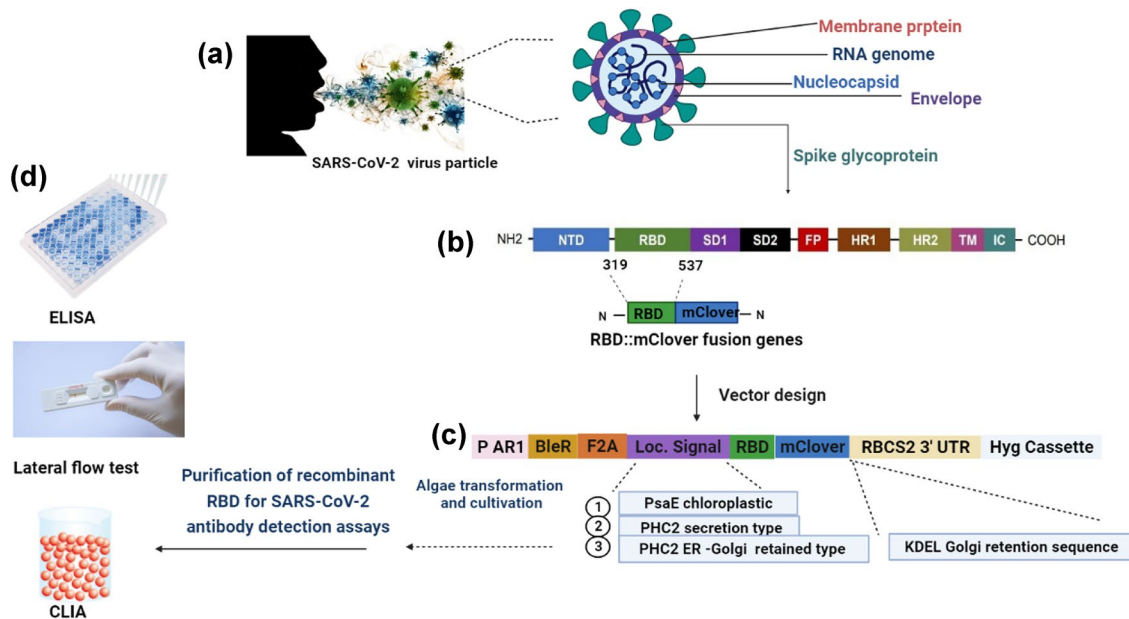 (a)
SARS-CoV-2 virus particle
Membrane prptein
RNA genome
Nucleocapsid
Envelope
Spike glycoprotein
(b)
NH2 NTD RBD SD1 SD2 FP HR1 HR2 TM IC COOH
319 537
N RBD mClover N
RBD::mClover fusion genes
Vector design
(c)
P AR1 BleR F2A Loc. Signal RBD mClover RBCS2 3' UTR Hyg Cassette
1 PsaE chloroplastic
2 PHC2 secretion type
3 PHC2 ER -Golgi retained type
KDEL Golgi retention sequence
Algae transformation
and cultivation
Purification of recombinant
RBD for SARS-CoV-2
antibody detection assays
(d)
ELISA
Lateral flow test
CLIA